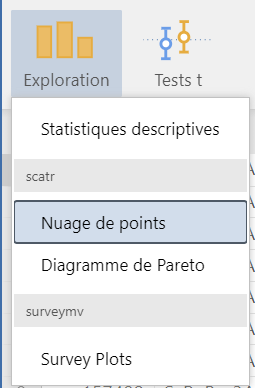 Exploration
Tests t
Statistiques descriptives
scatr
Nuage de points
Diagramme de Pareto
surveymv
Survey Plots